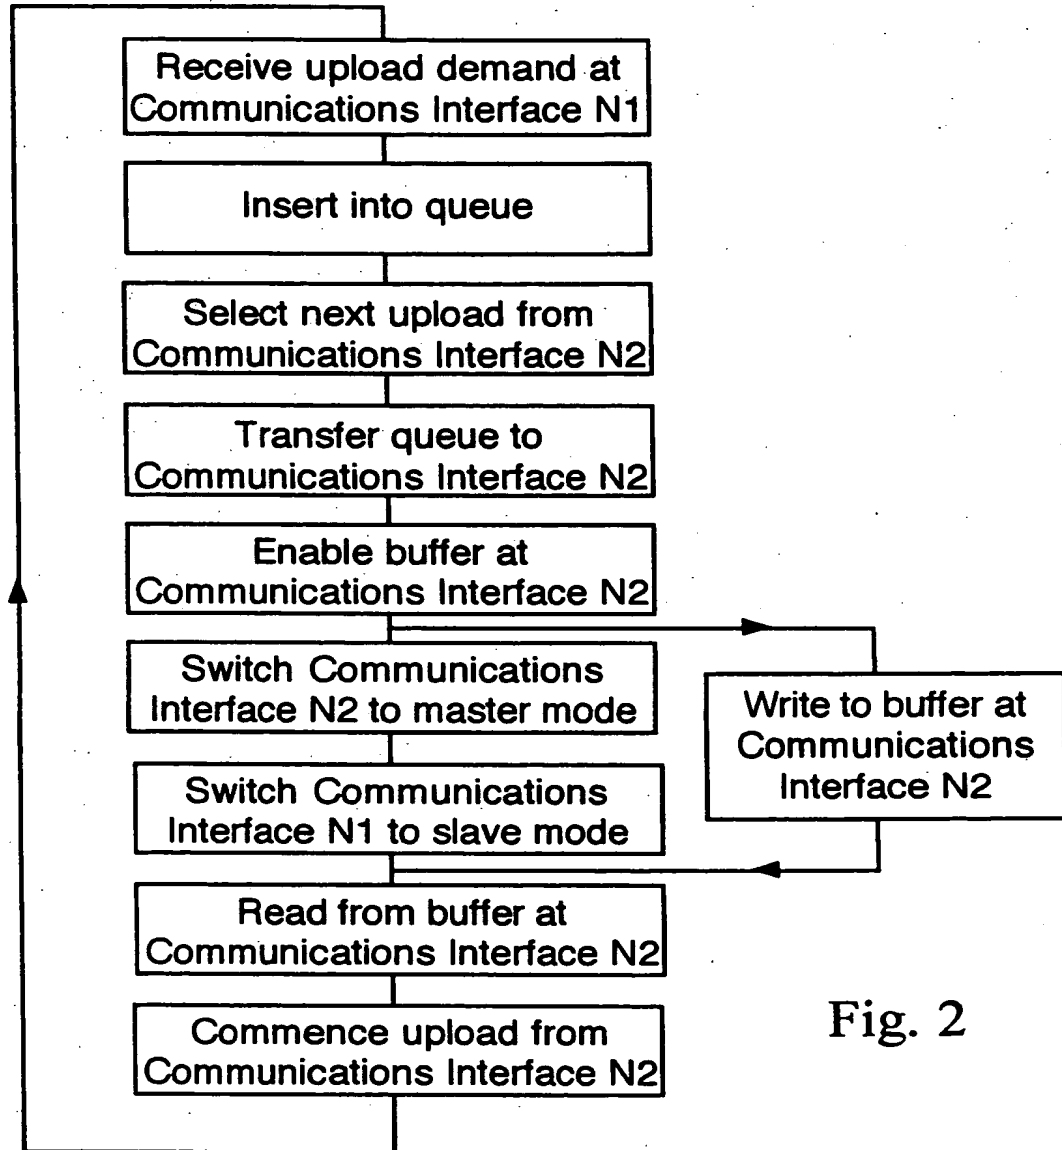 Receive upload demand at
Communications Interface N1
Insert into queue
Select next upload from
Communications Interface N2
Transfer queue to
Communications Interface N2
Enable buffer at
Communications Interface N2
Switch Communications
Interface N2 to master mode
Write to buffer at
Communications
Interface N2
Switch Communications
Interface N1 to slave mode
Read from buffer at
Communications Interface N2
Commence upload from
Communications Interface N2
Fig. 2